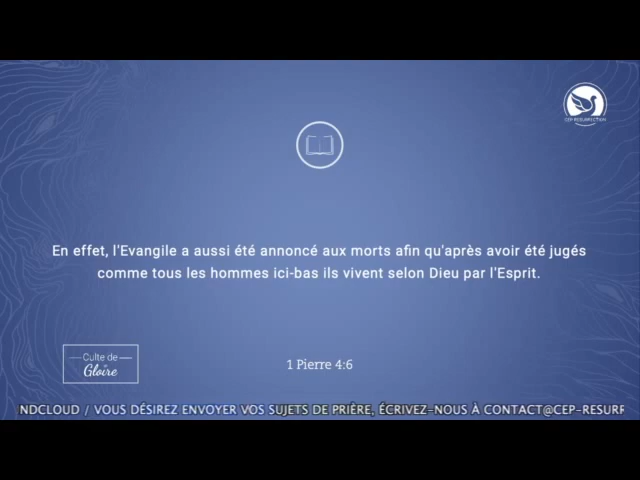 CEP RESURRECTION
En effet, l'Evangile a aussi été annoncé aux morts afin qu'après avoir été jugés
comme tous les hommes ici-bas ils vivent selon Dieu par l'Esprit.
Culte de
Gloire
1 Pierre 4:6
NDCLOUD / VOUS DÉSIREZ ENVOYER VOS SUJETS DE PRIÈRE, ÉCRIVEZ-NOUS À CONTACT@CEP-RESURR